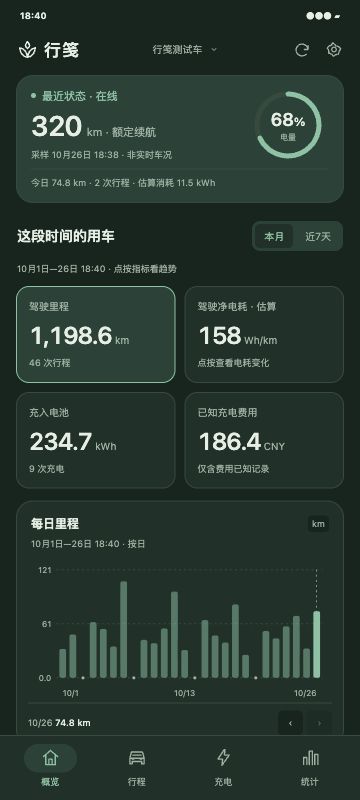 18:40
行笺
行笺测试车
最近状态 · 在线
320 km · 额定续航
采样 10月26日 18:38 · 非实时车况
68%
电量
今日 74.8 km · 2 次行程 · 估算消耗 11.5 kWh
这段时间的用车
本月
近7天
10月1日—26日 18:40 · 点按指标看趋势
驾驶里程
1,198.6 km
46 次行程
驾驶净电耗 · 估算
158 Wh/km
点按查看电耗变化
充入电池
234.7 kWh
9 次充电
已知充电费用
186.4 CNY
仅含费用已知记录
每日里程
km
10月1日—26日 18:40 · 按日
121
61
0.0
10/1
10/13
10/26
10/26 74.8 km
概览
行程
充电
统计